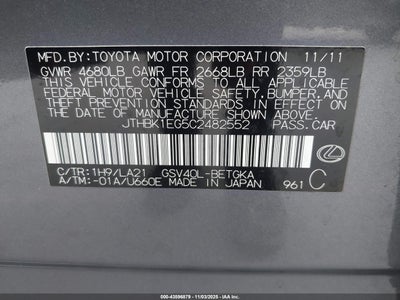 MFD.BY:TOYOTA MOTOR CORPORATION 11/11
GVWR 4680LB GAWR FR 2668LB RR 2359LB
THIS VEHICLE CONFORMS TO ALL APPLICABLE
FEDERAL MOTOR VEHICLE SAFETY, BUMPER, AND
THEFT PREVENTION STANDARDS IN EFFECT ON
THE DATE OF MANUFACTURE SHOWN ABOVE.
JTHBK1EG5C2482552 PASS.CAR
C/TR:1H9/LA21 GSV40L-BETGKA
A/TM:-01A/U660E MADE IN JAPAN 961 C
000-43596879 - 11/03/2025 - IAAI.US